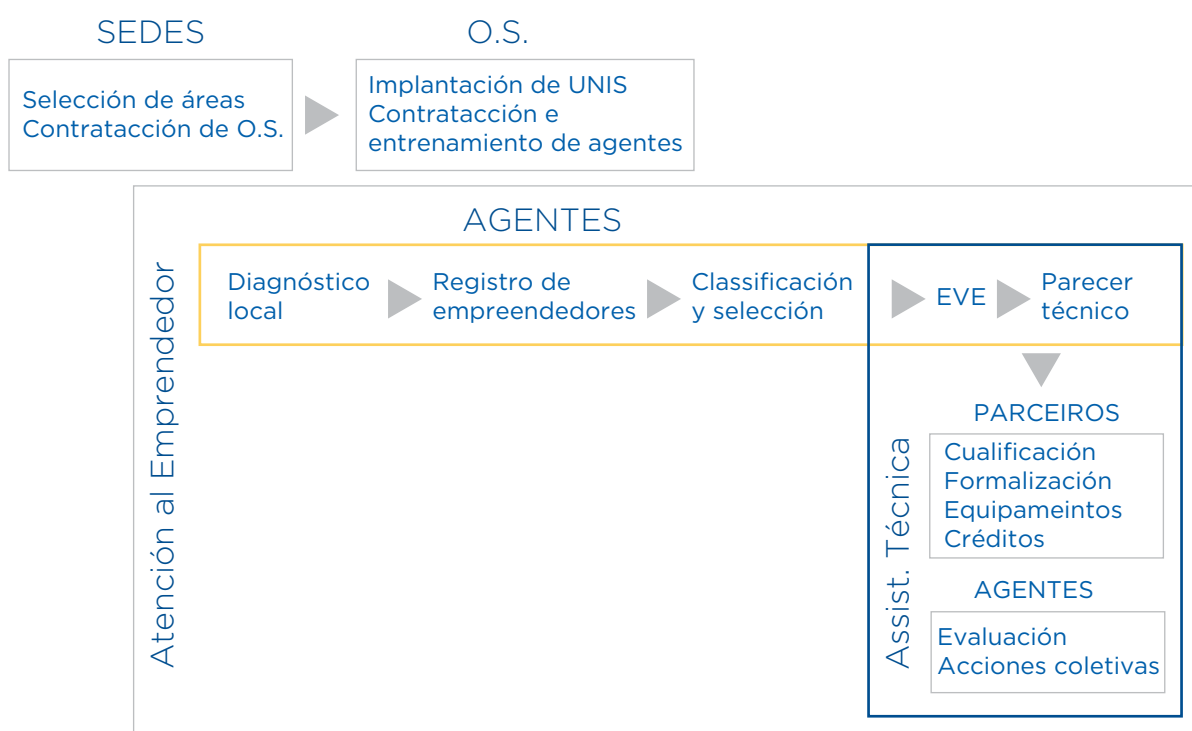 SEDES
Selección de áreas
Contratacción de O.S.
O.S.
Implantación de UNIS
Contratacción e
entrenamiento de agentes
Atención al Emprendedor
AGENTES
Diagnóstico
local
Registro de
empreendedores
Classificación
y selección
EVE
Parecer
técnico
Assist. Técnica
PARCEIROS
Cualificación
Formalización
Equipameintos
Créditos
AGENTES
Evaluación
Acciones coletivas